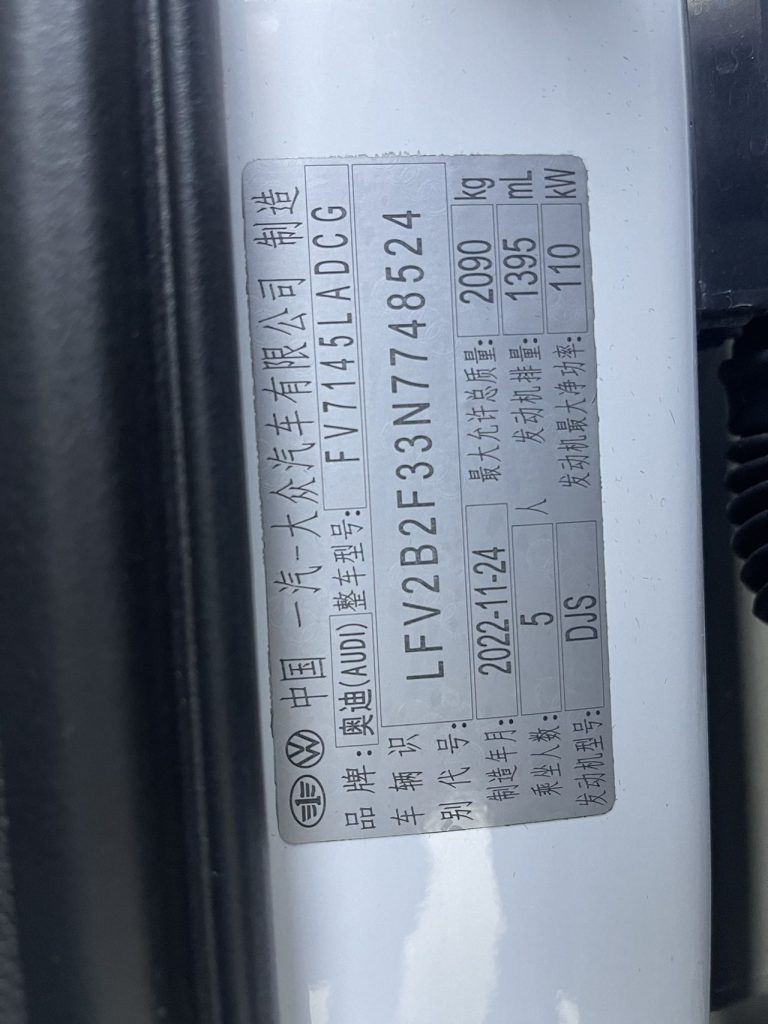 中国 一汽-大众汽车有限公司 制造
品牌:奥迪(AUDI) 整车型号: FV7145LADCG
车辆识别代号: LFV2B2F33N7748524
制造年月: 2022-11-24 最大允许总质量: 2090 kg
乘坐人数: 5 人 发动机排量: 1395 mL
发动机型号: DJS 发动机最大净功率: 110 kW